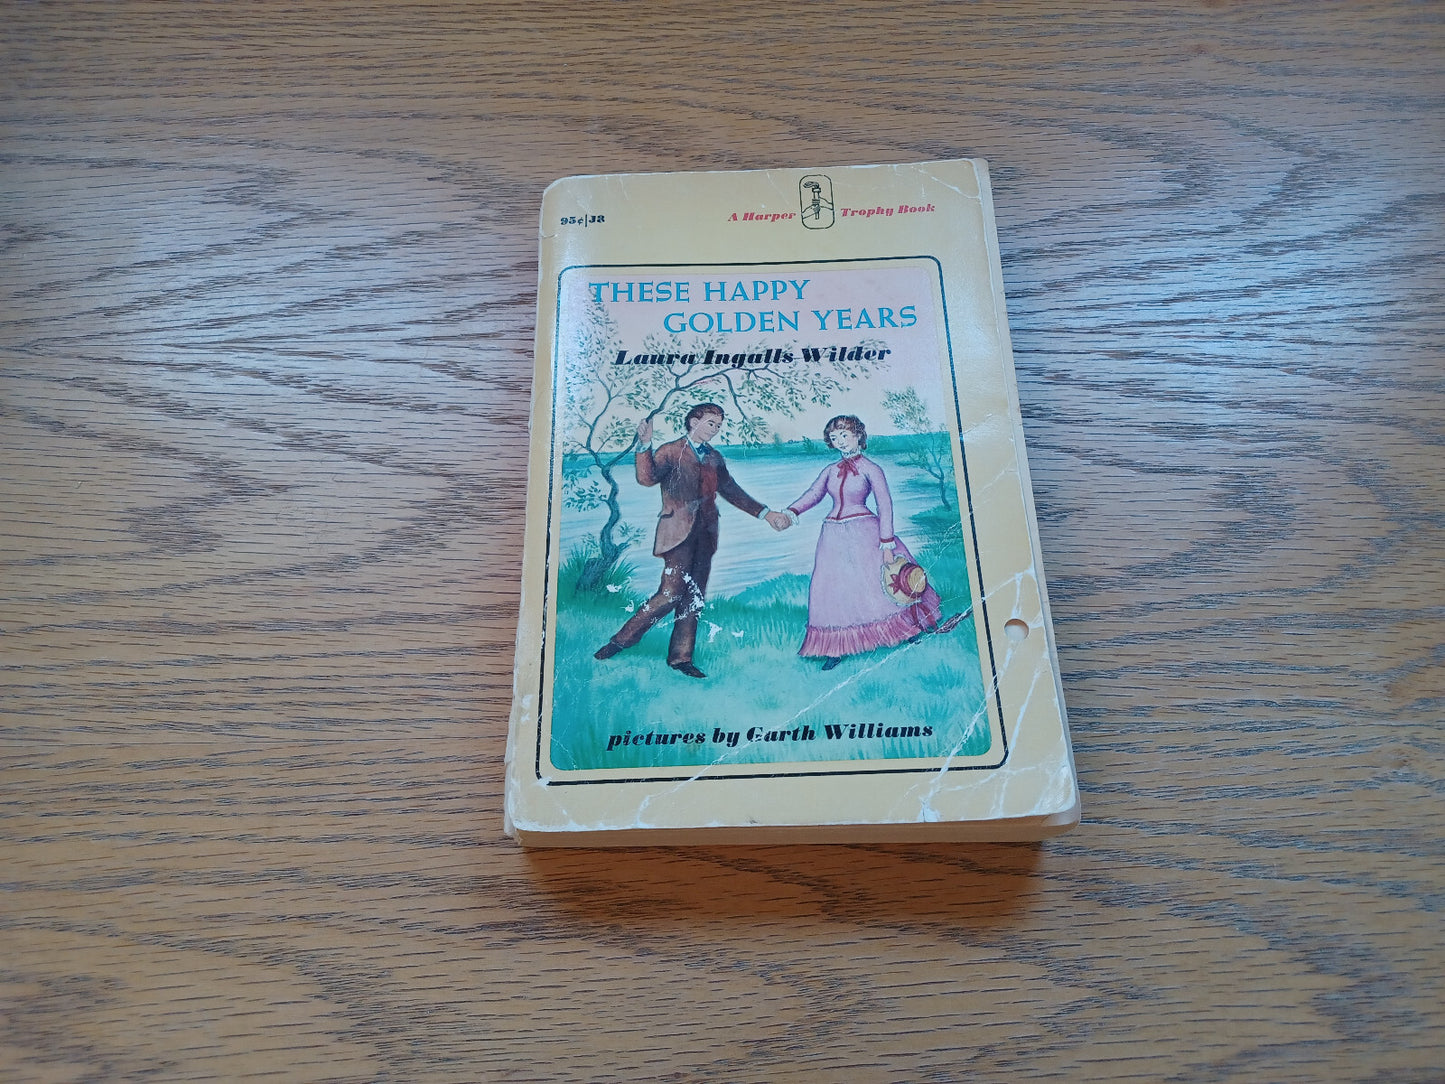 95¢|J8
A Harper Trophy Book
THESE HAPPY
GOLDEN YEARS
Laura Ingalls Wilder
pictures by Garth Williams